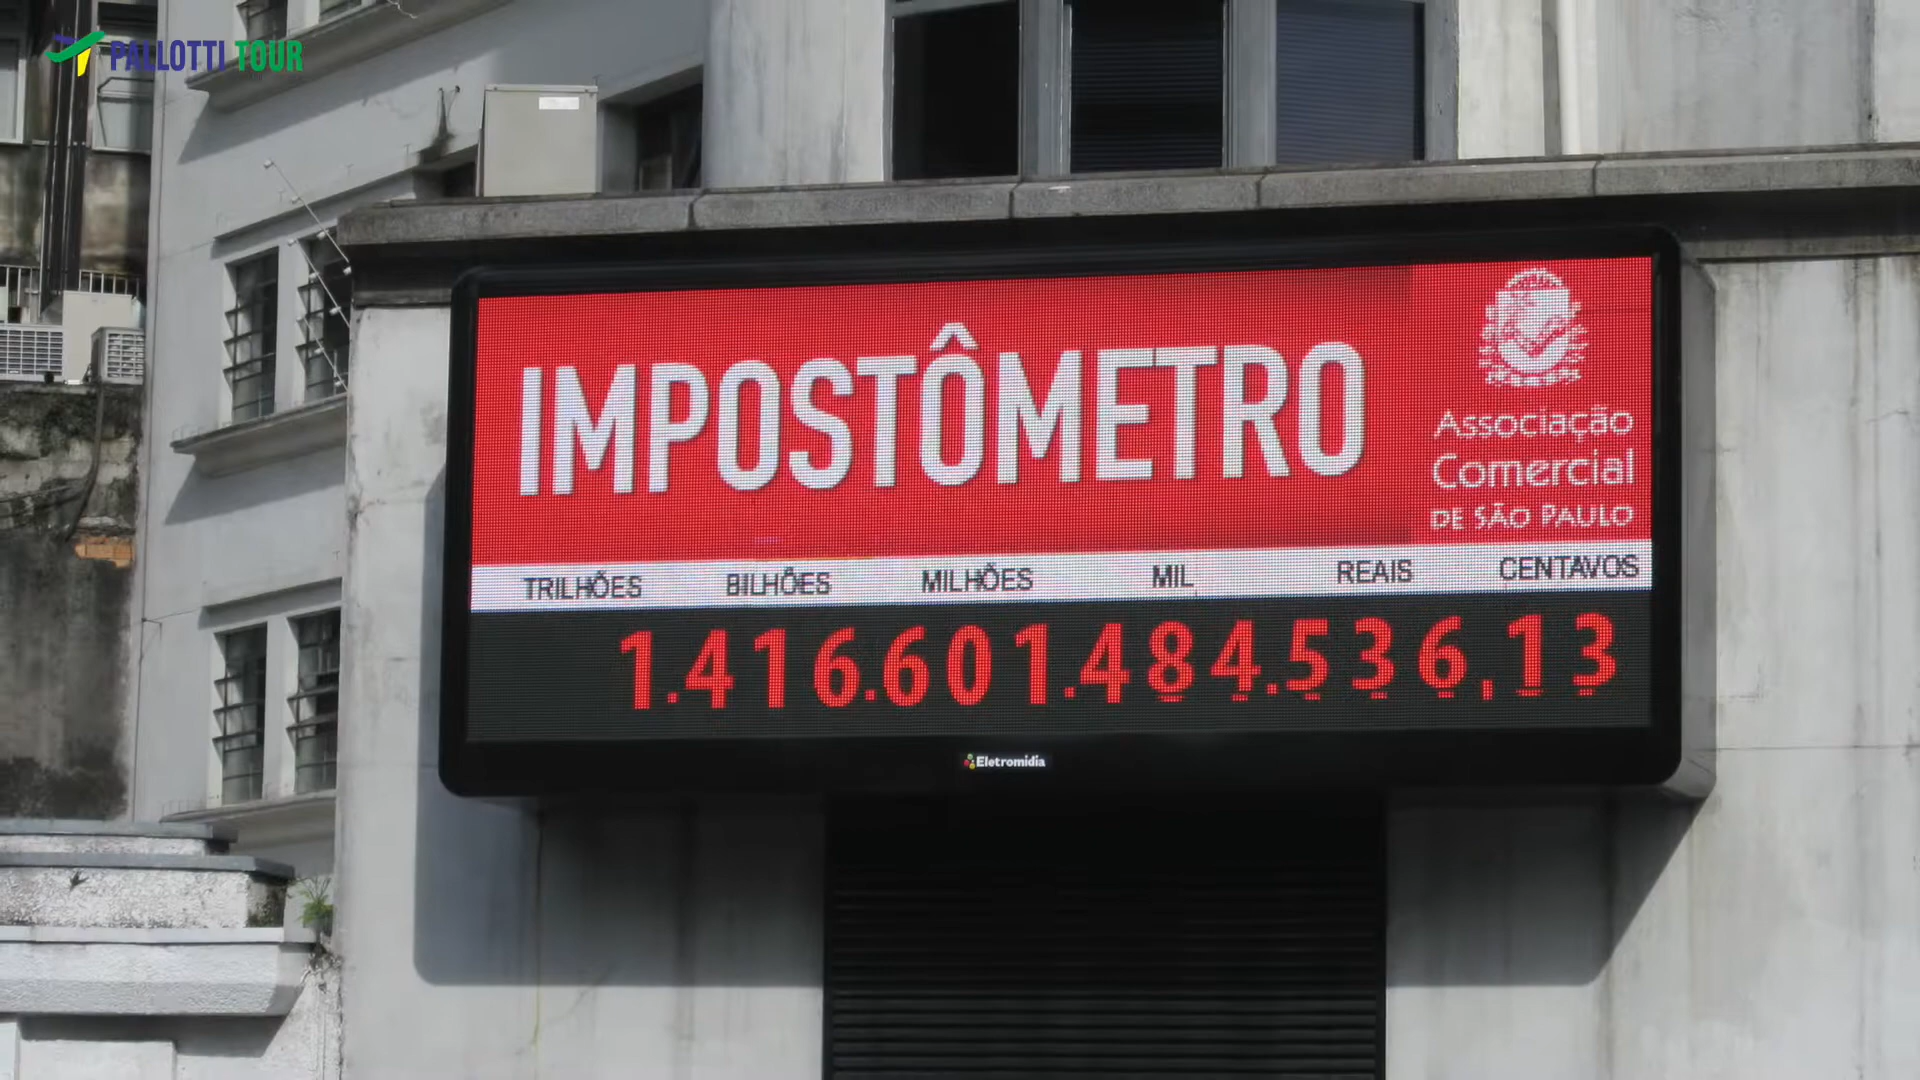 PALLOTTI TOUR
IMPOSTÔMETRO
Associação
Comercial
DE SÃO PAULO
TRILHÕES BILHÕES MILHÕES MIL REAIS CENTAVOS
1.416.601.484.536,13
Eletromidia